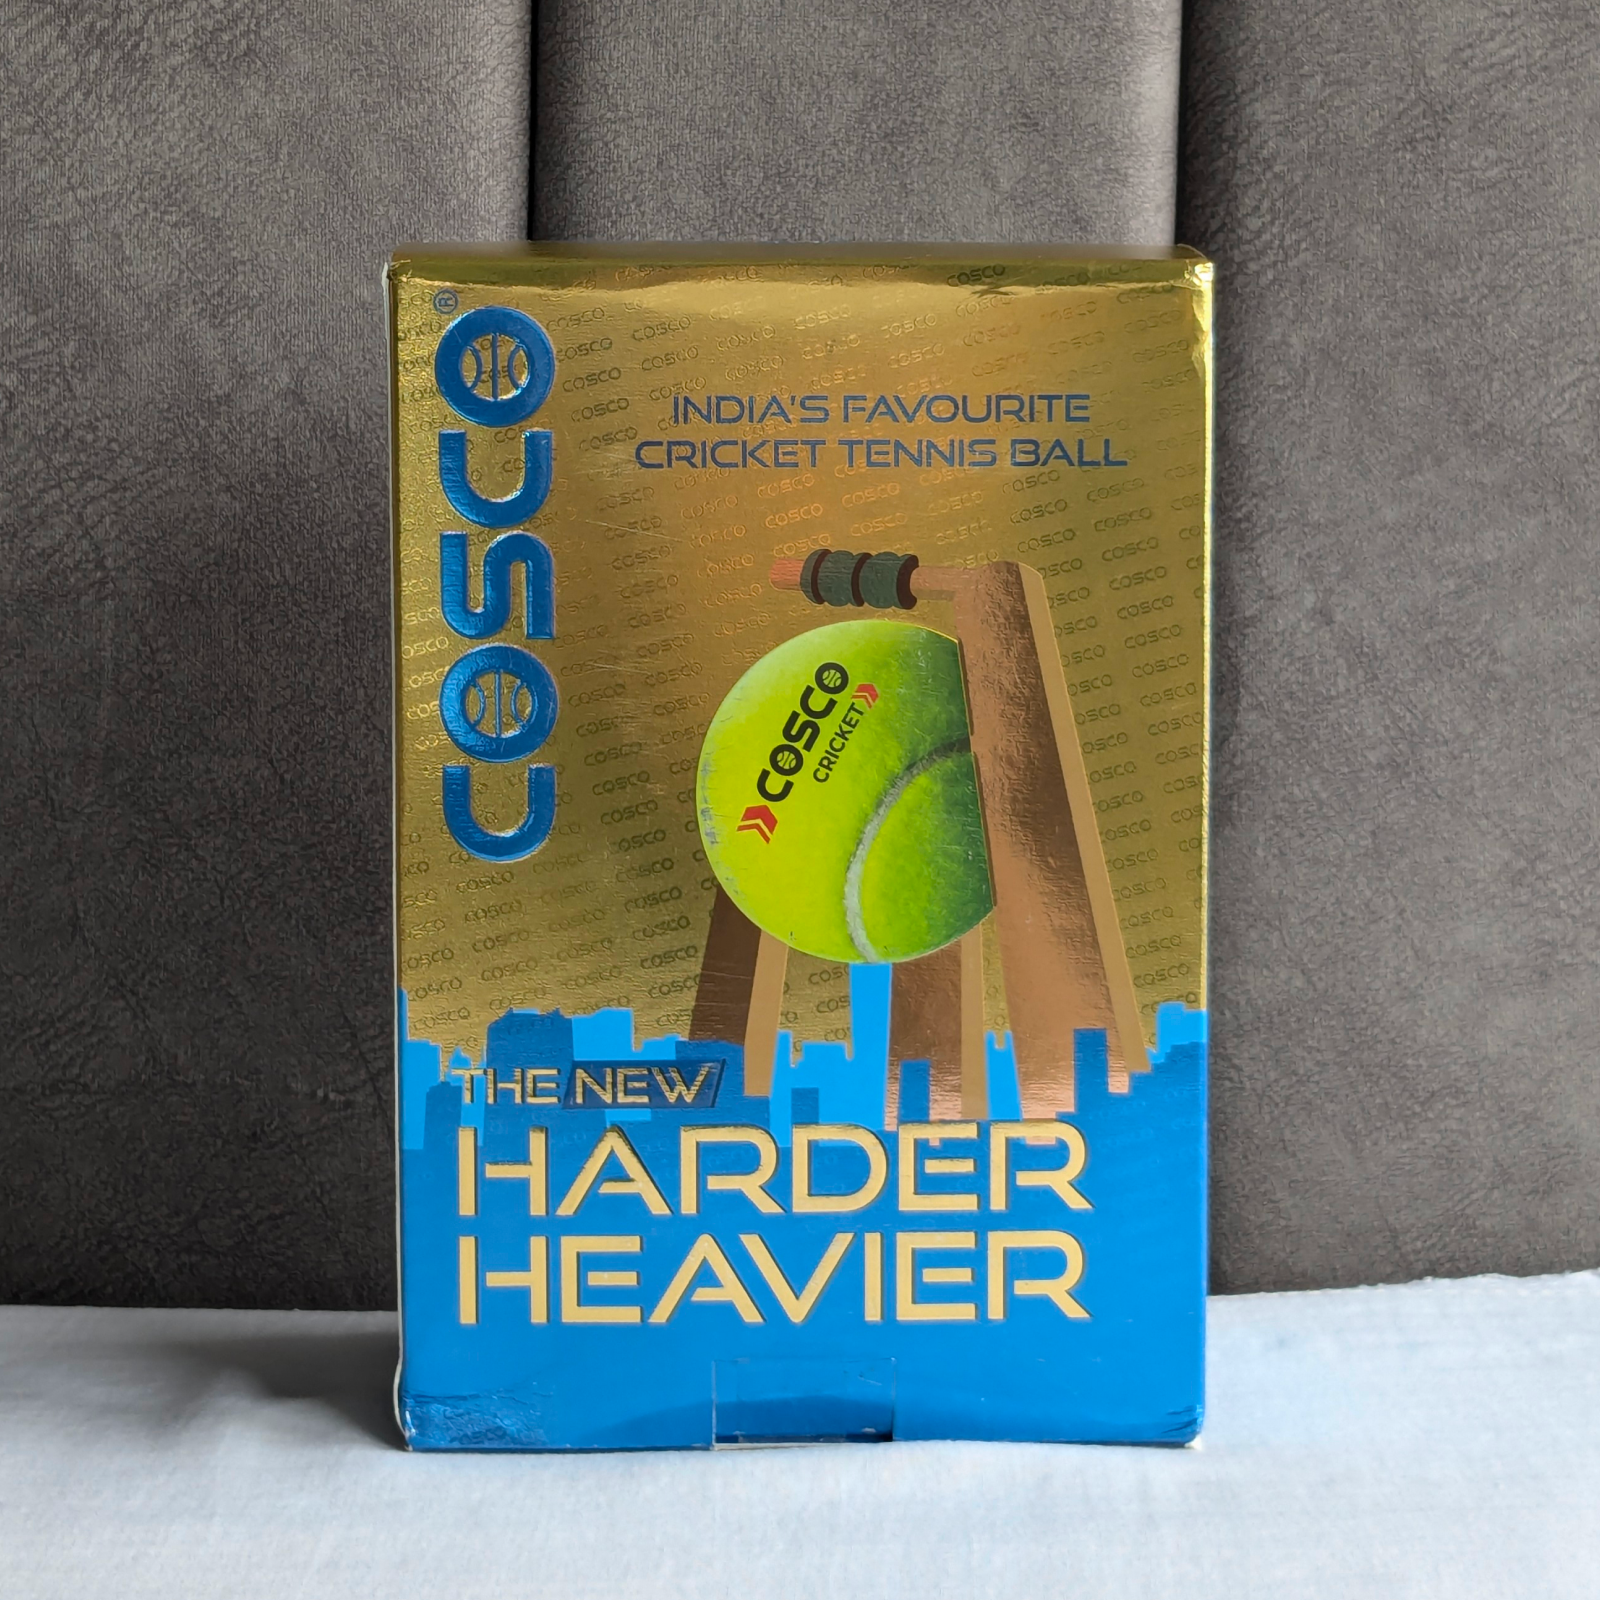 COSCO®
INDIA'S FAVOURITE
CRICKET TENNIS BALL
COSCO
CRICKET
THE NEW
HARDER
HEAVIER